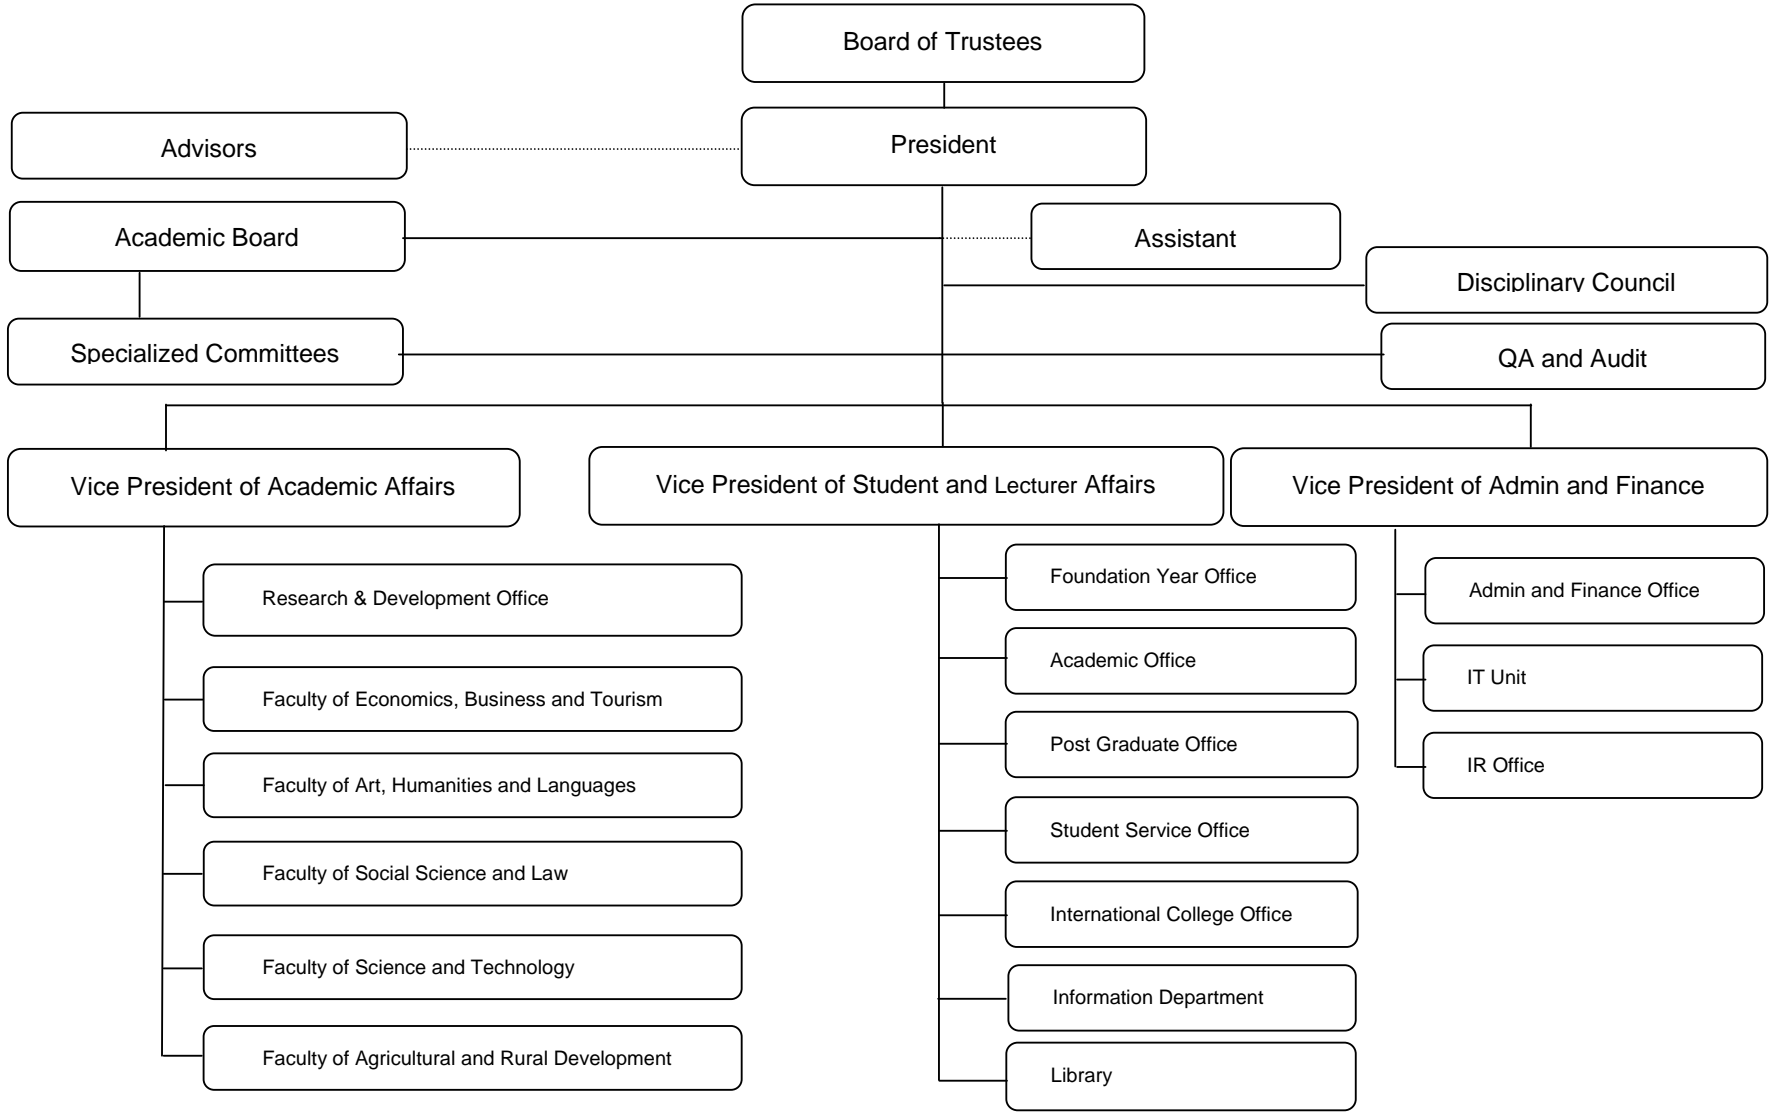 Board of Trustees
Advisors
President
Academic Board
Assistant
Disciplinary Council
Specialized Committees
QA and Audit
Vice President of Academic Affairs
Vice President of Student and Lecturer Affairs
Vice President of Admin and Finance
Research & Development Office
Faculty of Economics, Business and Tourism
Faculty of Art, Humanities and Languages
Faculty of Social Science and Law
Faculty of Science and Technology
Faculty of Agricultural and Rural Development
Foundation Year Office
Academic Office
Post Graduate Office
Student Service Office
International College Office
Information Department
Library
Admin and Finance Office
IT Unit
IR Office